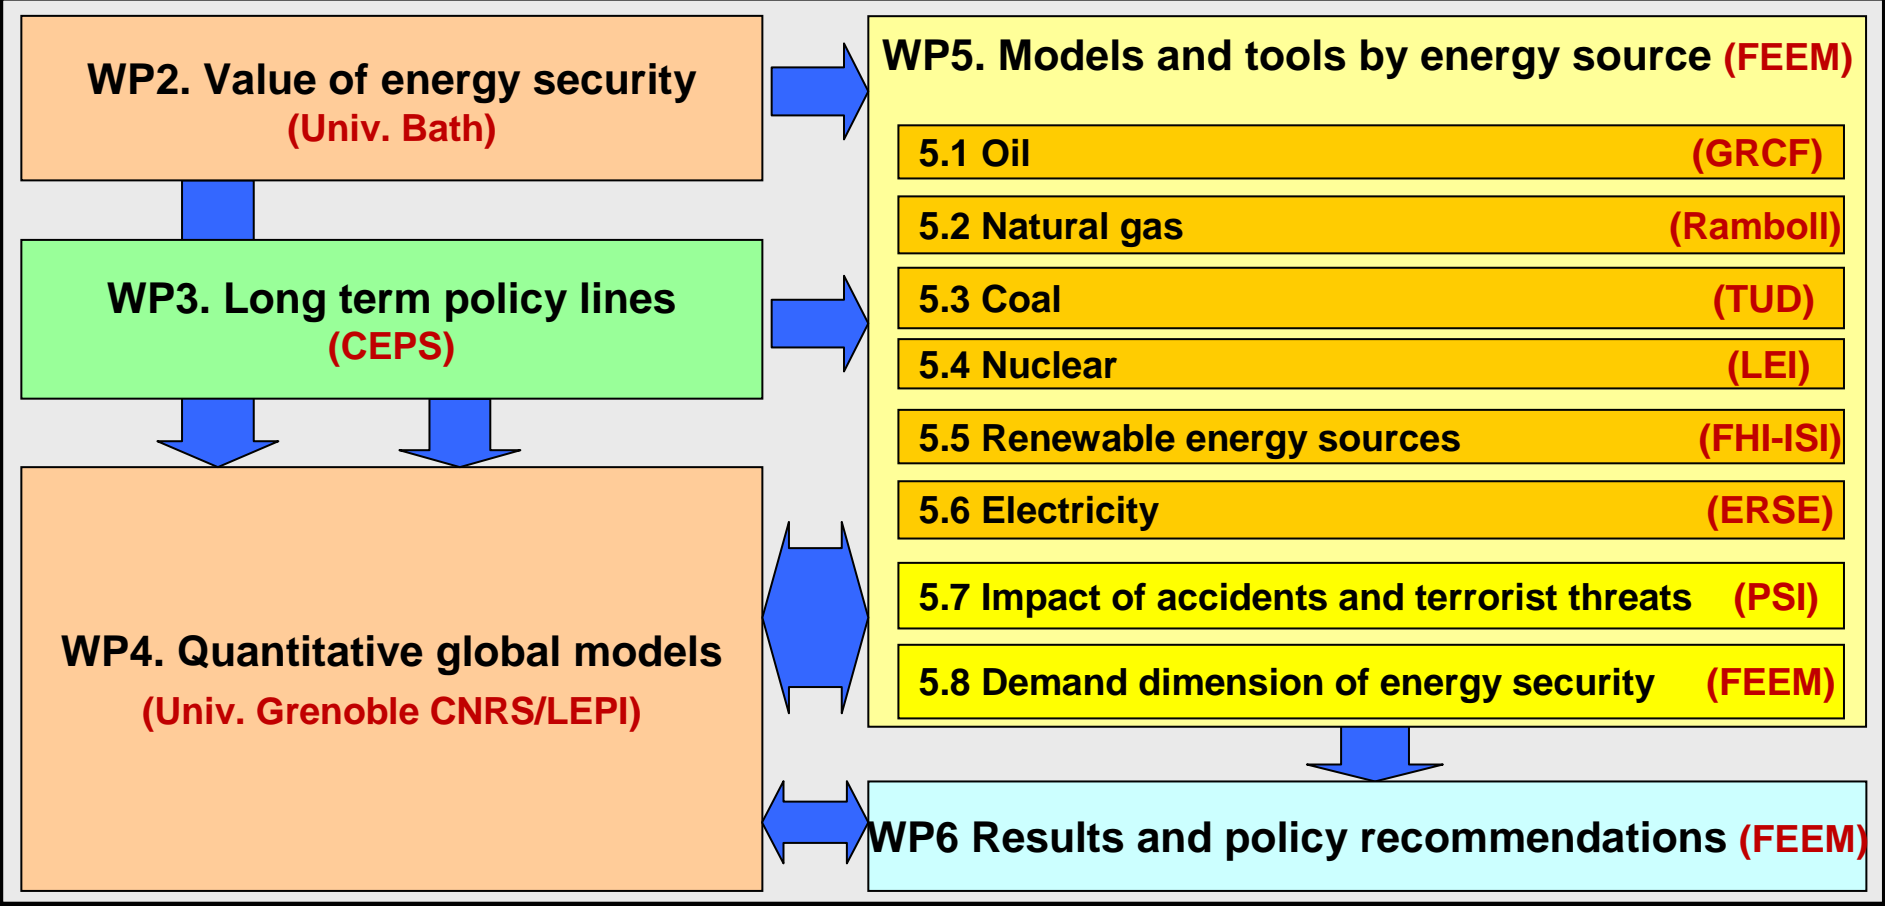 WP2. Value of energy security
(Univ. Bath)
WP3. Long term policy lines
(CEPS)
WP4. Quantitative global models
(Univ. Grenoble CNRS/LEPI)
WP5. Models and tools by energy source (FEEM)
5.1 Oil (GRCF)
5.2 Natural gas (Ramboll)
5.3 Coal (TUD)
5.4 Nuclear (LEI)
5.5 Renewable energy sources (FHI-ISI)
5.6 Electricity (ERSE)
5.7 Impact of accidents and terrorist threats (PSI)
5.8 Demand dimension of energy security (FEEM)
WP6 Results and policy recommendations (FEEM)